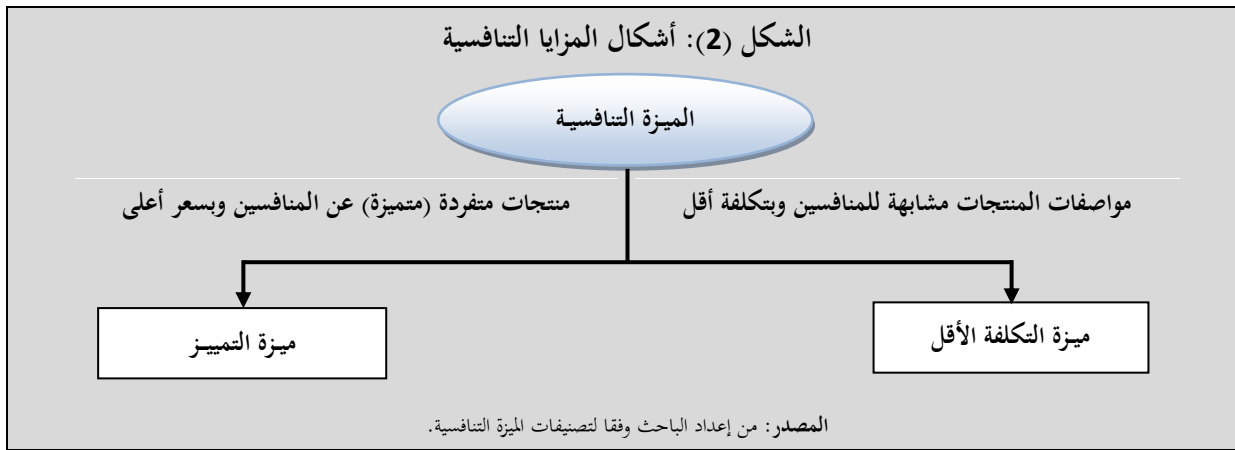 الشكل (2): أشكال المزايا التنافسية
الميـزة التنافسيـة
مواصفات المنتجات مشابهة للمنافسين وبتكلفة أقل
منتجات متفردة (متميزة) عن المنافسين وبسعر أعلى
ميـزة التكلفة الأقل
ميـزة التمييـز
المصدر: من إعداد الباحث وفقا لتصنيفات الميزة التنافسية.